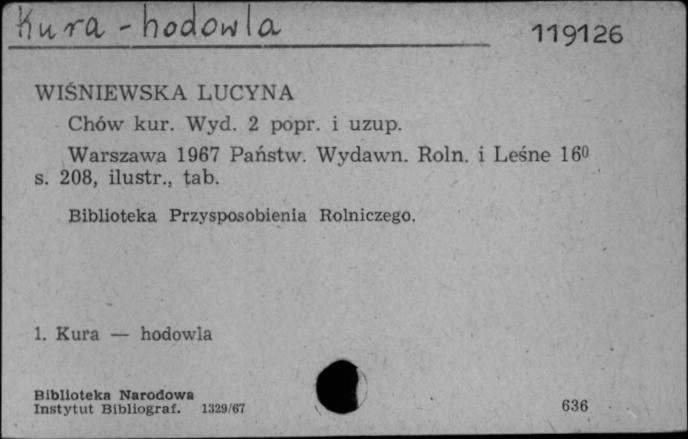 Kura - hodowla
119126
WIŚNIEWSKA LUCYNA
Chów kur. Wyd. 2 popr. i uzup.
Warszawa 1967 Państw. Wydawn. Roln. i Leśne 16⁰
s. 208, ilustr., tab.
Biblioteka Przysposobienia Rolniczego.
1. Kura — hodowla
Biblioteka Narodowa
Instytut Bibliograf. 1329/67
636